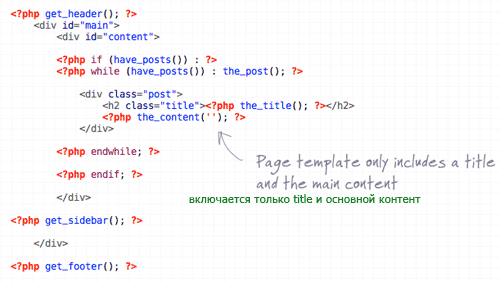 <?php get_header(); ?>
<div id="main">
<div id="content">
<?php if (have_posts()) : ?>
<?php while (have_posts()) : the_post(); ?>
<div class="post">
<h2 class="title"><?php the_title(); ?></h2>
<?php the_content(''); ?>
</div>
<?php endwhile; ?>
Page template only includes a title
and the main content
<?php endif; ?>
включается только title и основной контент
</div>
<?php get_sidebar(); ?>
</div>
<?php get_footer(); ?>